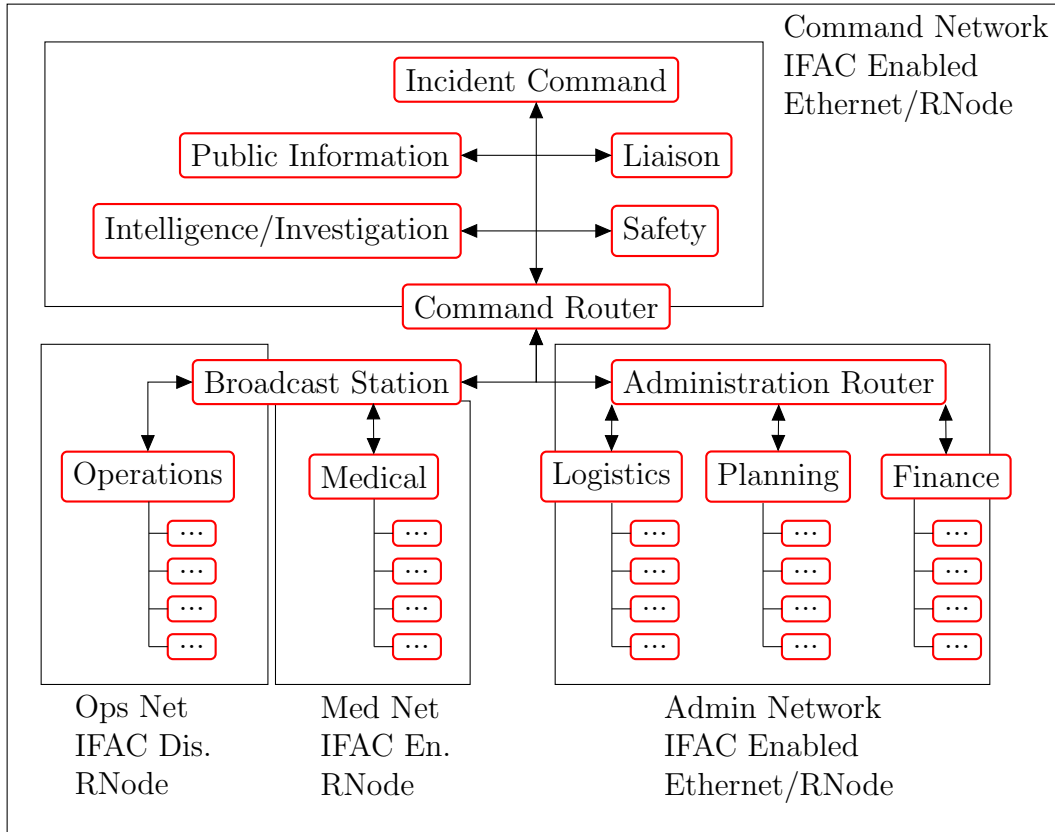 Command Network
IFAC Enabled
Ethernet/RNode
Incident Command
Public Information
Liaison
Intelligence/Investigation
Safety
Command Router
Broadcast Station
Administration Router
Operations
Medical
Logistics
Planning
Finance
... ... ... ... ...
... ... ... ... ...
... ... ... ... ...
... ... ... ... ...
Ops Net
IFAC Dis.
RNode
Med Net
IFAC En.
RNode
Admin Network
IFAC Enabled
Ethernet/RNode